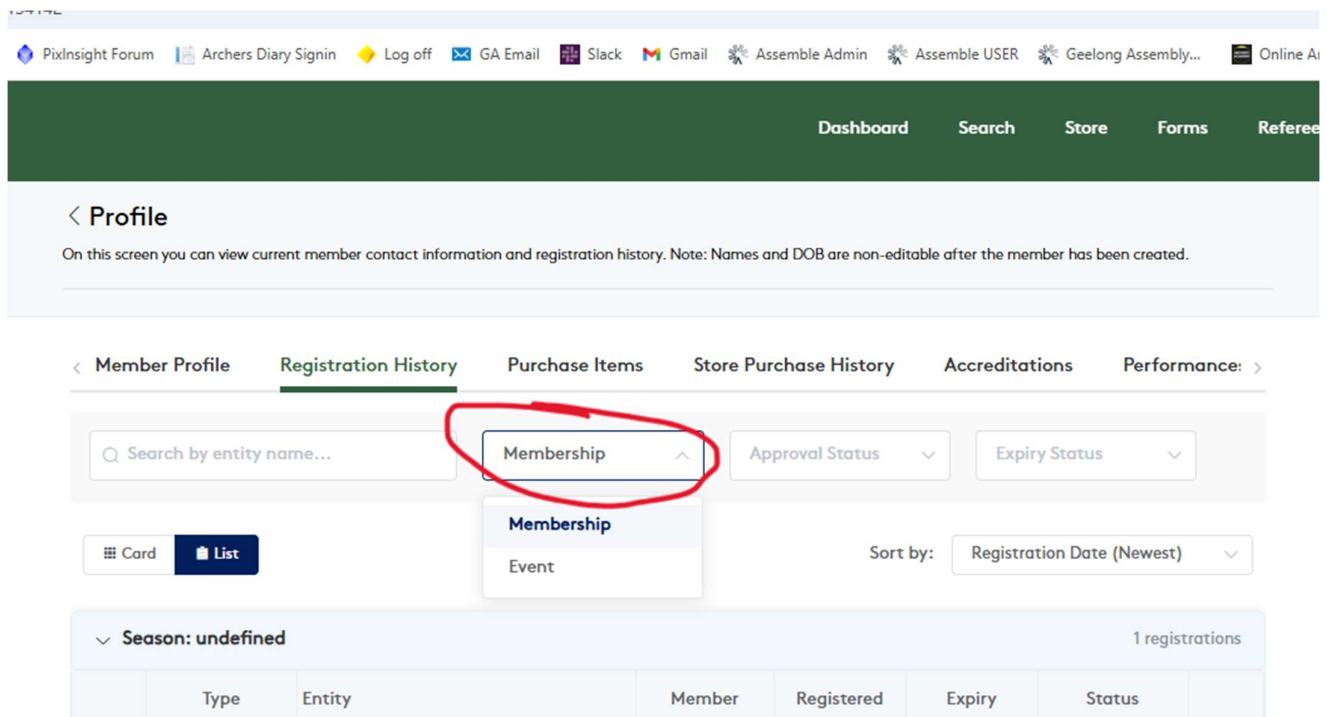 PixInsight Forum Archers Diary Signin Log off GA Email Slack Gmail Assemble Admin Assemble USER Geelong Assembly... Online
Dashboard Search Store Forms Referee
Profile
On this screen you can view current member contact information and registration history. Note: Names and DOB are non-editable after the member has been created.
Member Profile Registration History Purchase Items Store Purchase History Accreditations Performance
Search by entity name... Membership Approval Status Expiry Status
Membership
Event
Card List Sort by: Registration Date (Newest)
Season: undefined 1 registrations
Type Entity Member Registered Expiry Status